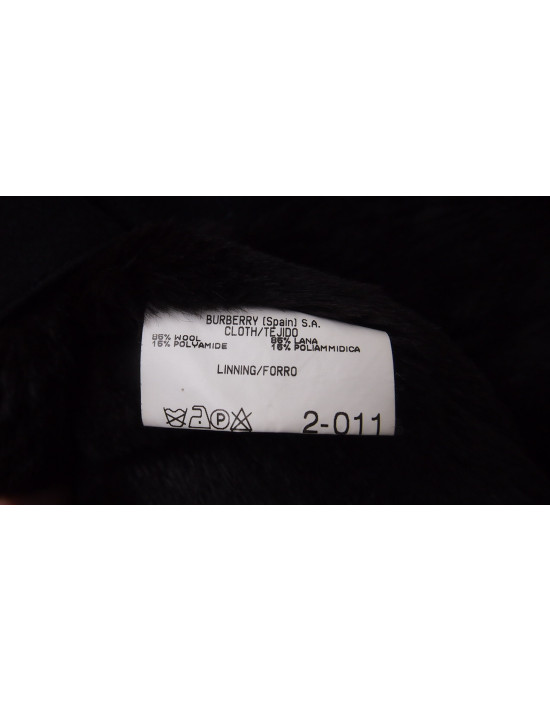 BURBERRY (Spain) S.A.
CLOTH/TEJIDO
85% WOOL 85% LANA
15% POLYAMIDE 15% POLIAMMIDICA
LINNING/FORRO
P 2-011